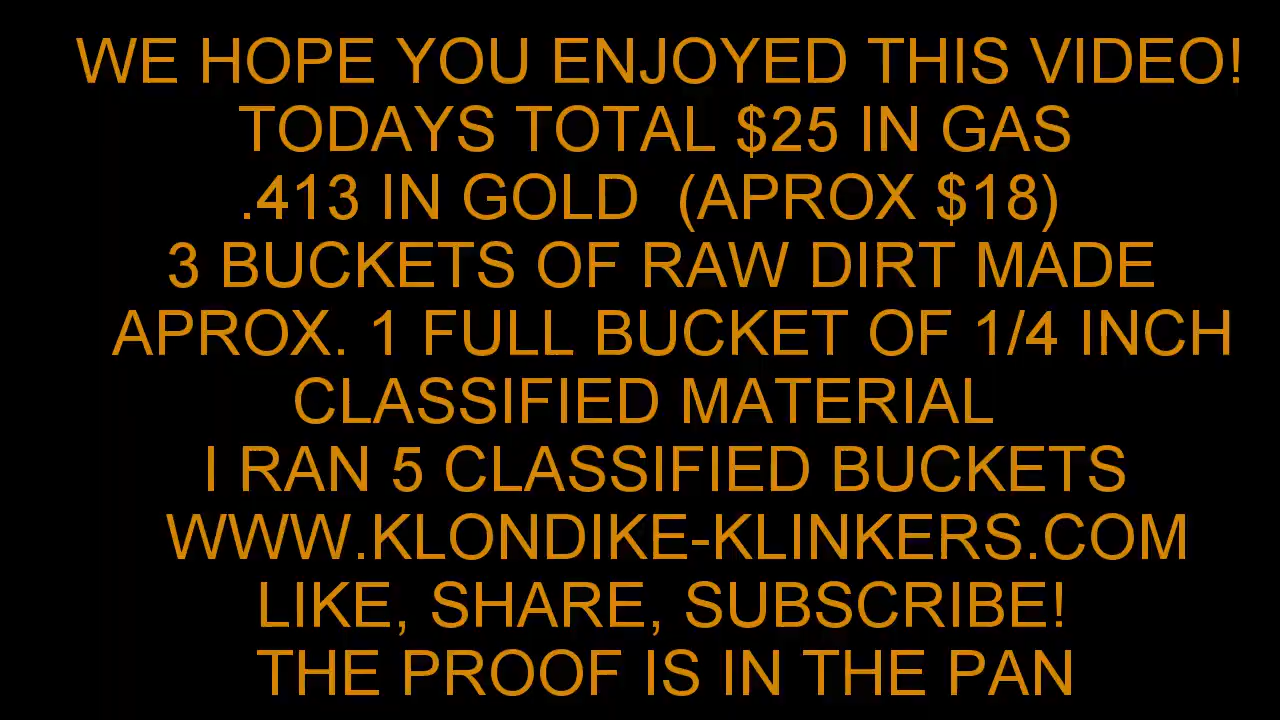 WE HOPE YOU ENJOYED THIS VIDEO!
TODAYS TOTAL $25 IN GAS
.413 IN GOLD  (APROX $18)
3 BUCKETS OF RAW DIRT MADE
APROX. 1 FULL BUCKET OF 1/4 INCH
CLASSIFIED MATERIAL
I RAN 5 CLASSIFIED BUCKETS
WWW.KLONDIKE-KLINKERS.COM
LIKE, SHARE, SUBSCRIBE!
THE PROOF IS IN THE PAN